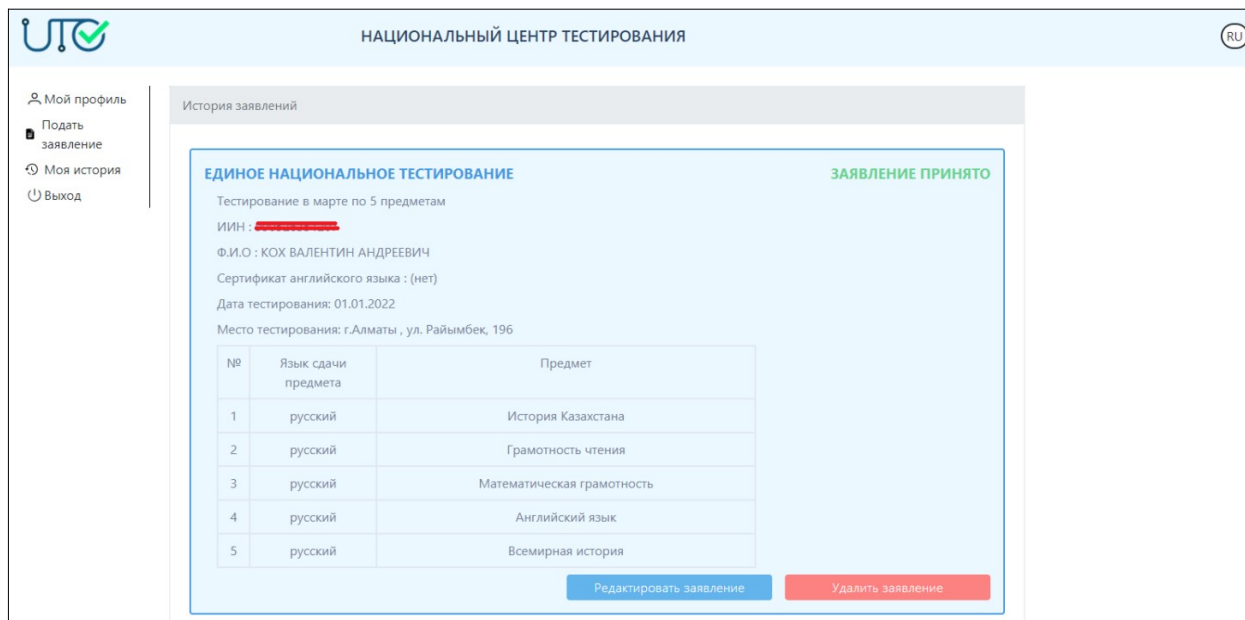 UTO
НАЦИОНАЛЬНЫЙ ЦЕНТР ТЕСТИРОВАНИЯ
RU
Мой профиль
Подать
заявление
Моя история
Выход
История заявлений
ЕДИНОЕ НАЦИОНАЛЬНОЕ ТЕСТИРОВАНИЕ
ЗАЯВЛЕНИЕ ПРИНЯТО
Тестирование в марте по 5 предметам
ИИН :
Ф.И.О : КОХ ВАЛЕНТИН АНДРЕЕВИЧ
Сертификат английского языка : (нет)
Дата тестирования: 01.01.2022
Место тестирования: г.Алматы , ул. Райымбек, 196
№ Язык сдачи предмета Предмет
1 русский История Казахстана
2 русский Грамотность чтения
3 русский Математическая грамотность
4 русский Английский язык
5 русский Всемирная история
Редактировать заявление Удалить заявление